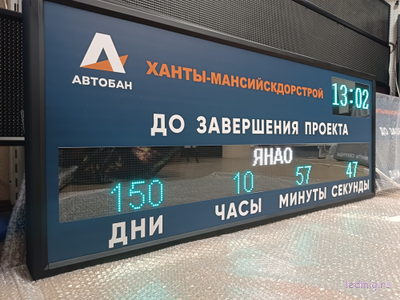 АВТОБАН
ХАНТЫ-МАНСИЙСКДОРСТРОЙ
13:02
ДО ЗАВЕРШЕНИЯ ПРОЕКТА
ЯНАО
150 10 57 47
ДНИ ЧАСЫ МИНУТЫ СЕКУНДЫ